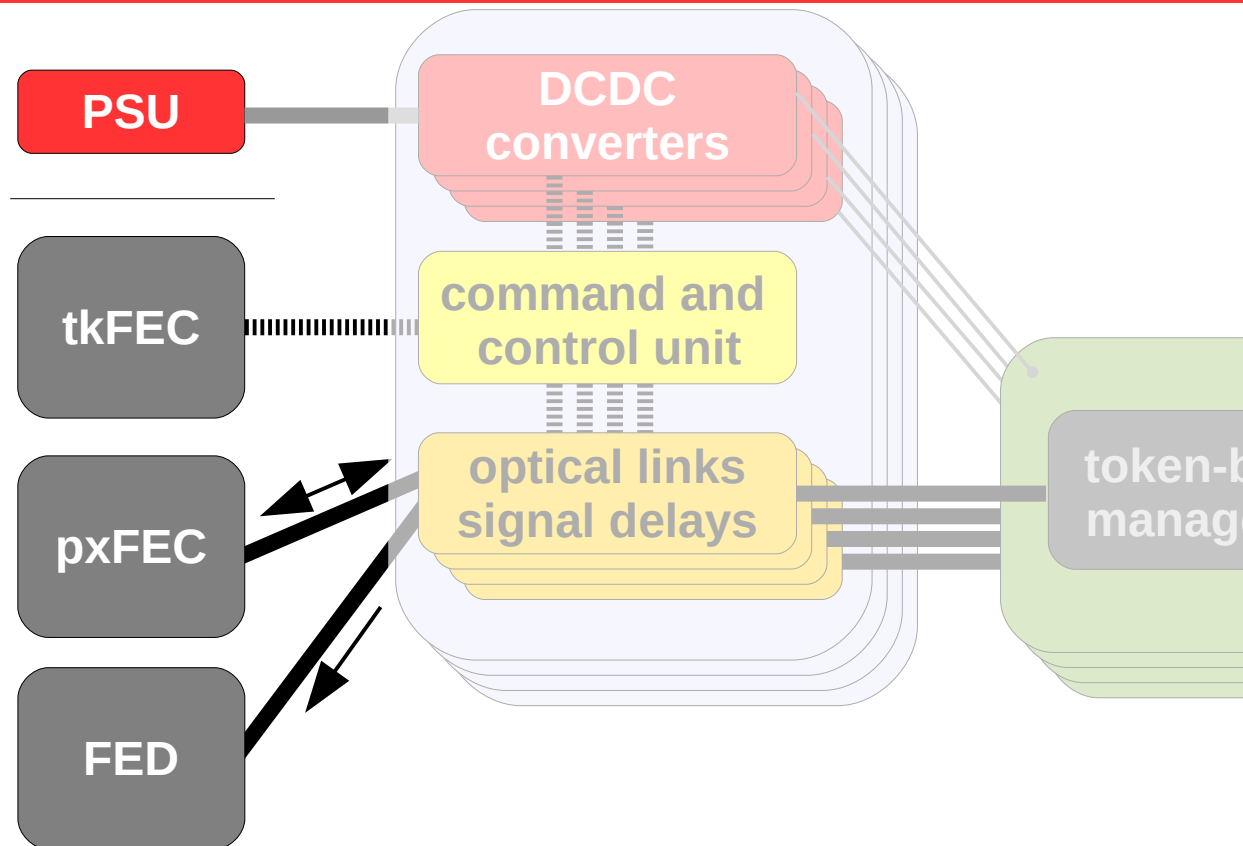 PSU
DCDC
converters
tkFEC
command and
control unit
pxFEC
optical links
signal delays
FED